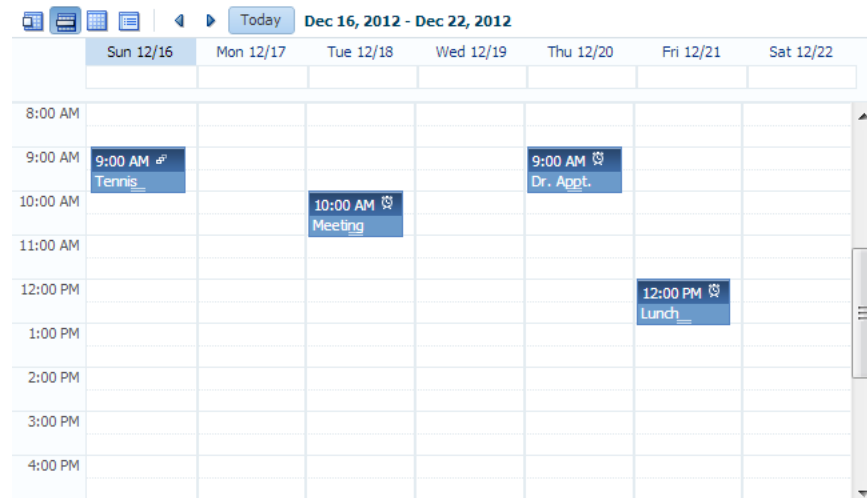 Today Dec 16, 2012 - Dec 22, 2012
Sun 12/16 Mon 12/17 Tue 12/18 Wed 12/19 Thu 12/20 Fri 12/21 Sat 12/22
8:00 AM
9:00 AM
9:00 AM
Tennis
9:00 AM
Dr. Appt.
10:00 AM
10:00 AM
Meeting
11:00 AM
12:00 PM
12:00 PM
Lunch
1:00 PM
2:00 PM
3:00 PM
4:00 PM